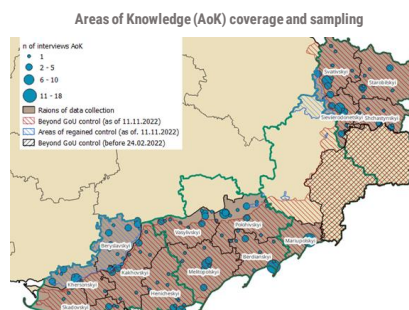 Areas of Knowledge (AoK) coverage and sampling
n of interviews AoK
1
2 - 5
6 - 10
11 - 18
Raions of data collection
Beyond GoU control (as of 11.11.2022)
Areas of regained control (as of. 11.11.2022)
Beyond GoU control (before 24.02.2022)
Svativskyi
Starobilskyi
Sievierodonetskyi
Shchastynskyi
Vasylivskyi
Polohivskyi
Mariupolskyi
Beryslavskyi
Berdianskyi
Kakhovskyi
Melitopolskyi
Khersonskyi
Henicheskyi
Skadovskyi